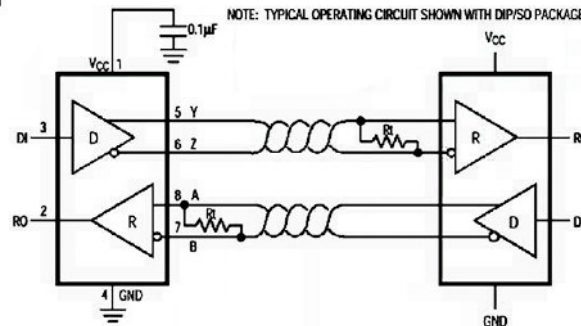 NOTE: TYPICAL OPERATING CIRCUIT SHOWN WITH DIP/SO PACKAGE
0.1µF
VCC 1
VCC
DI 3
D
5 Y
6 Z
Rt
R
RO 2
R
8 A
7 B
Rt
D
4 GND
GND